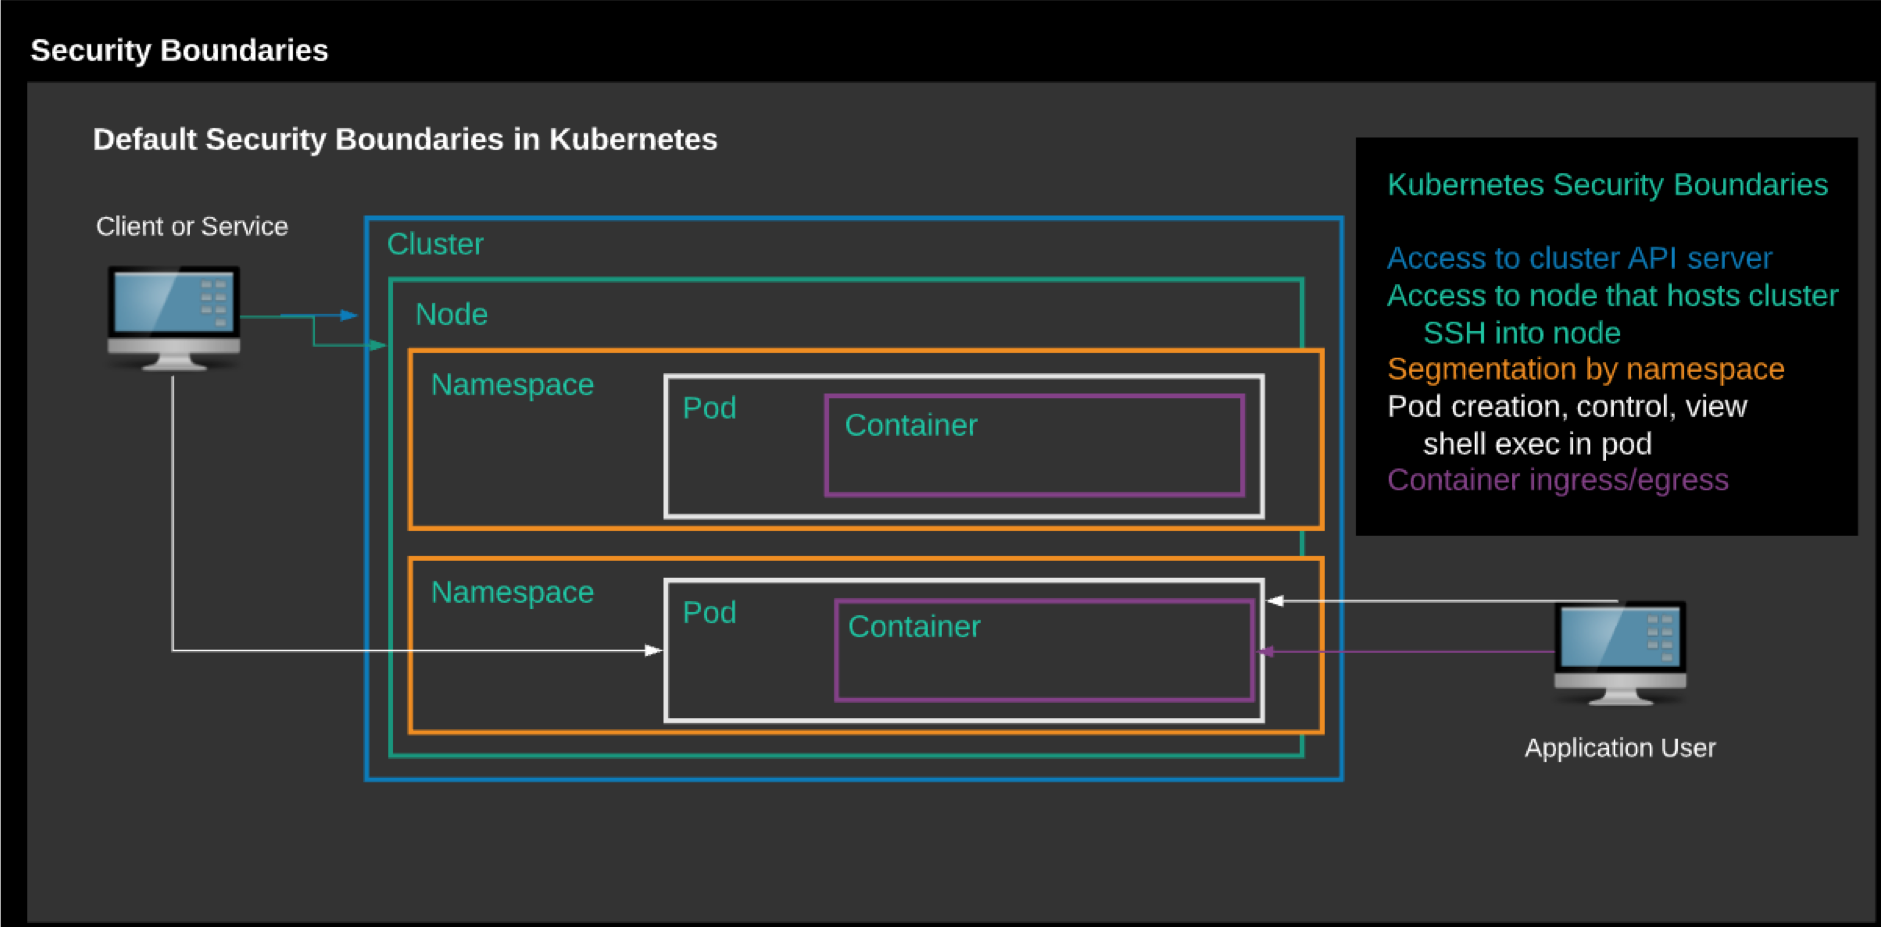 Security Boundaries
Default Security Boundaries in Kubernetes
Client or Service
Cluster
Node
Namespace
Pod
Container
Namespace
Pod
Container
Kubernetes Security Boundaries
Access to cluster API server
Access to node that hosts cluster
SSH into node
Segmentation by namespace
Pod creation, control, view
shell exec in pod
Container ingress/egress
Application User